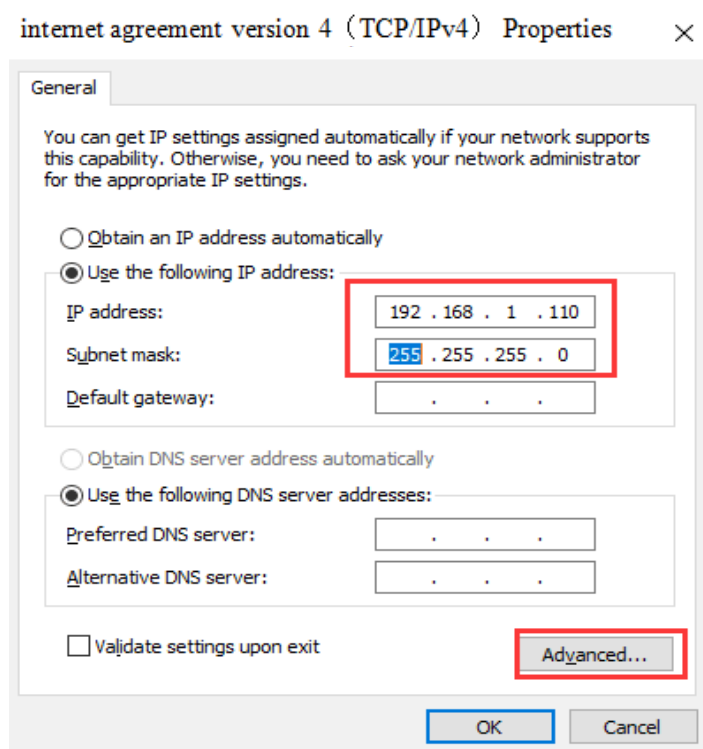 internet agreement version 4（TCP/IPv4） Properties
General
You can get IP settings assigned automatically if your network supports
this capability. Otherwise, you need to ask your network administrator
for the appropriate IP settings.
Obtain an IP address automatically
Use the following IP address:
IP address: 192 . 168 . 1 . 110
Subnet mask: 255 . 255 . 255 . 0
Default gateway: . . .
Obtain DNS server address automatically
Use the following DNS server addresses:
Preferred DNS server: . . .
Alternative DNS server: . . .
Validate settings upon exit
Advanced...
OK Cancel